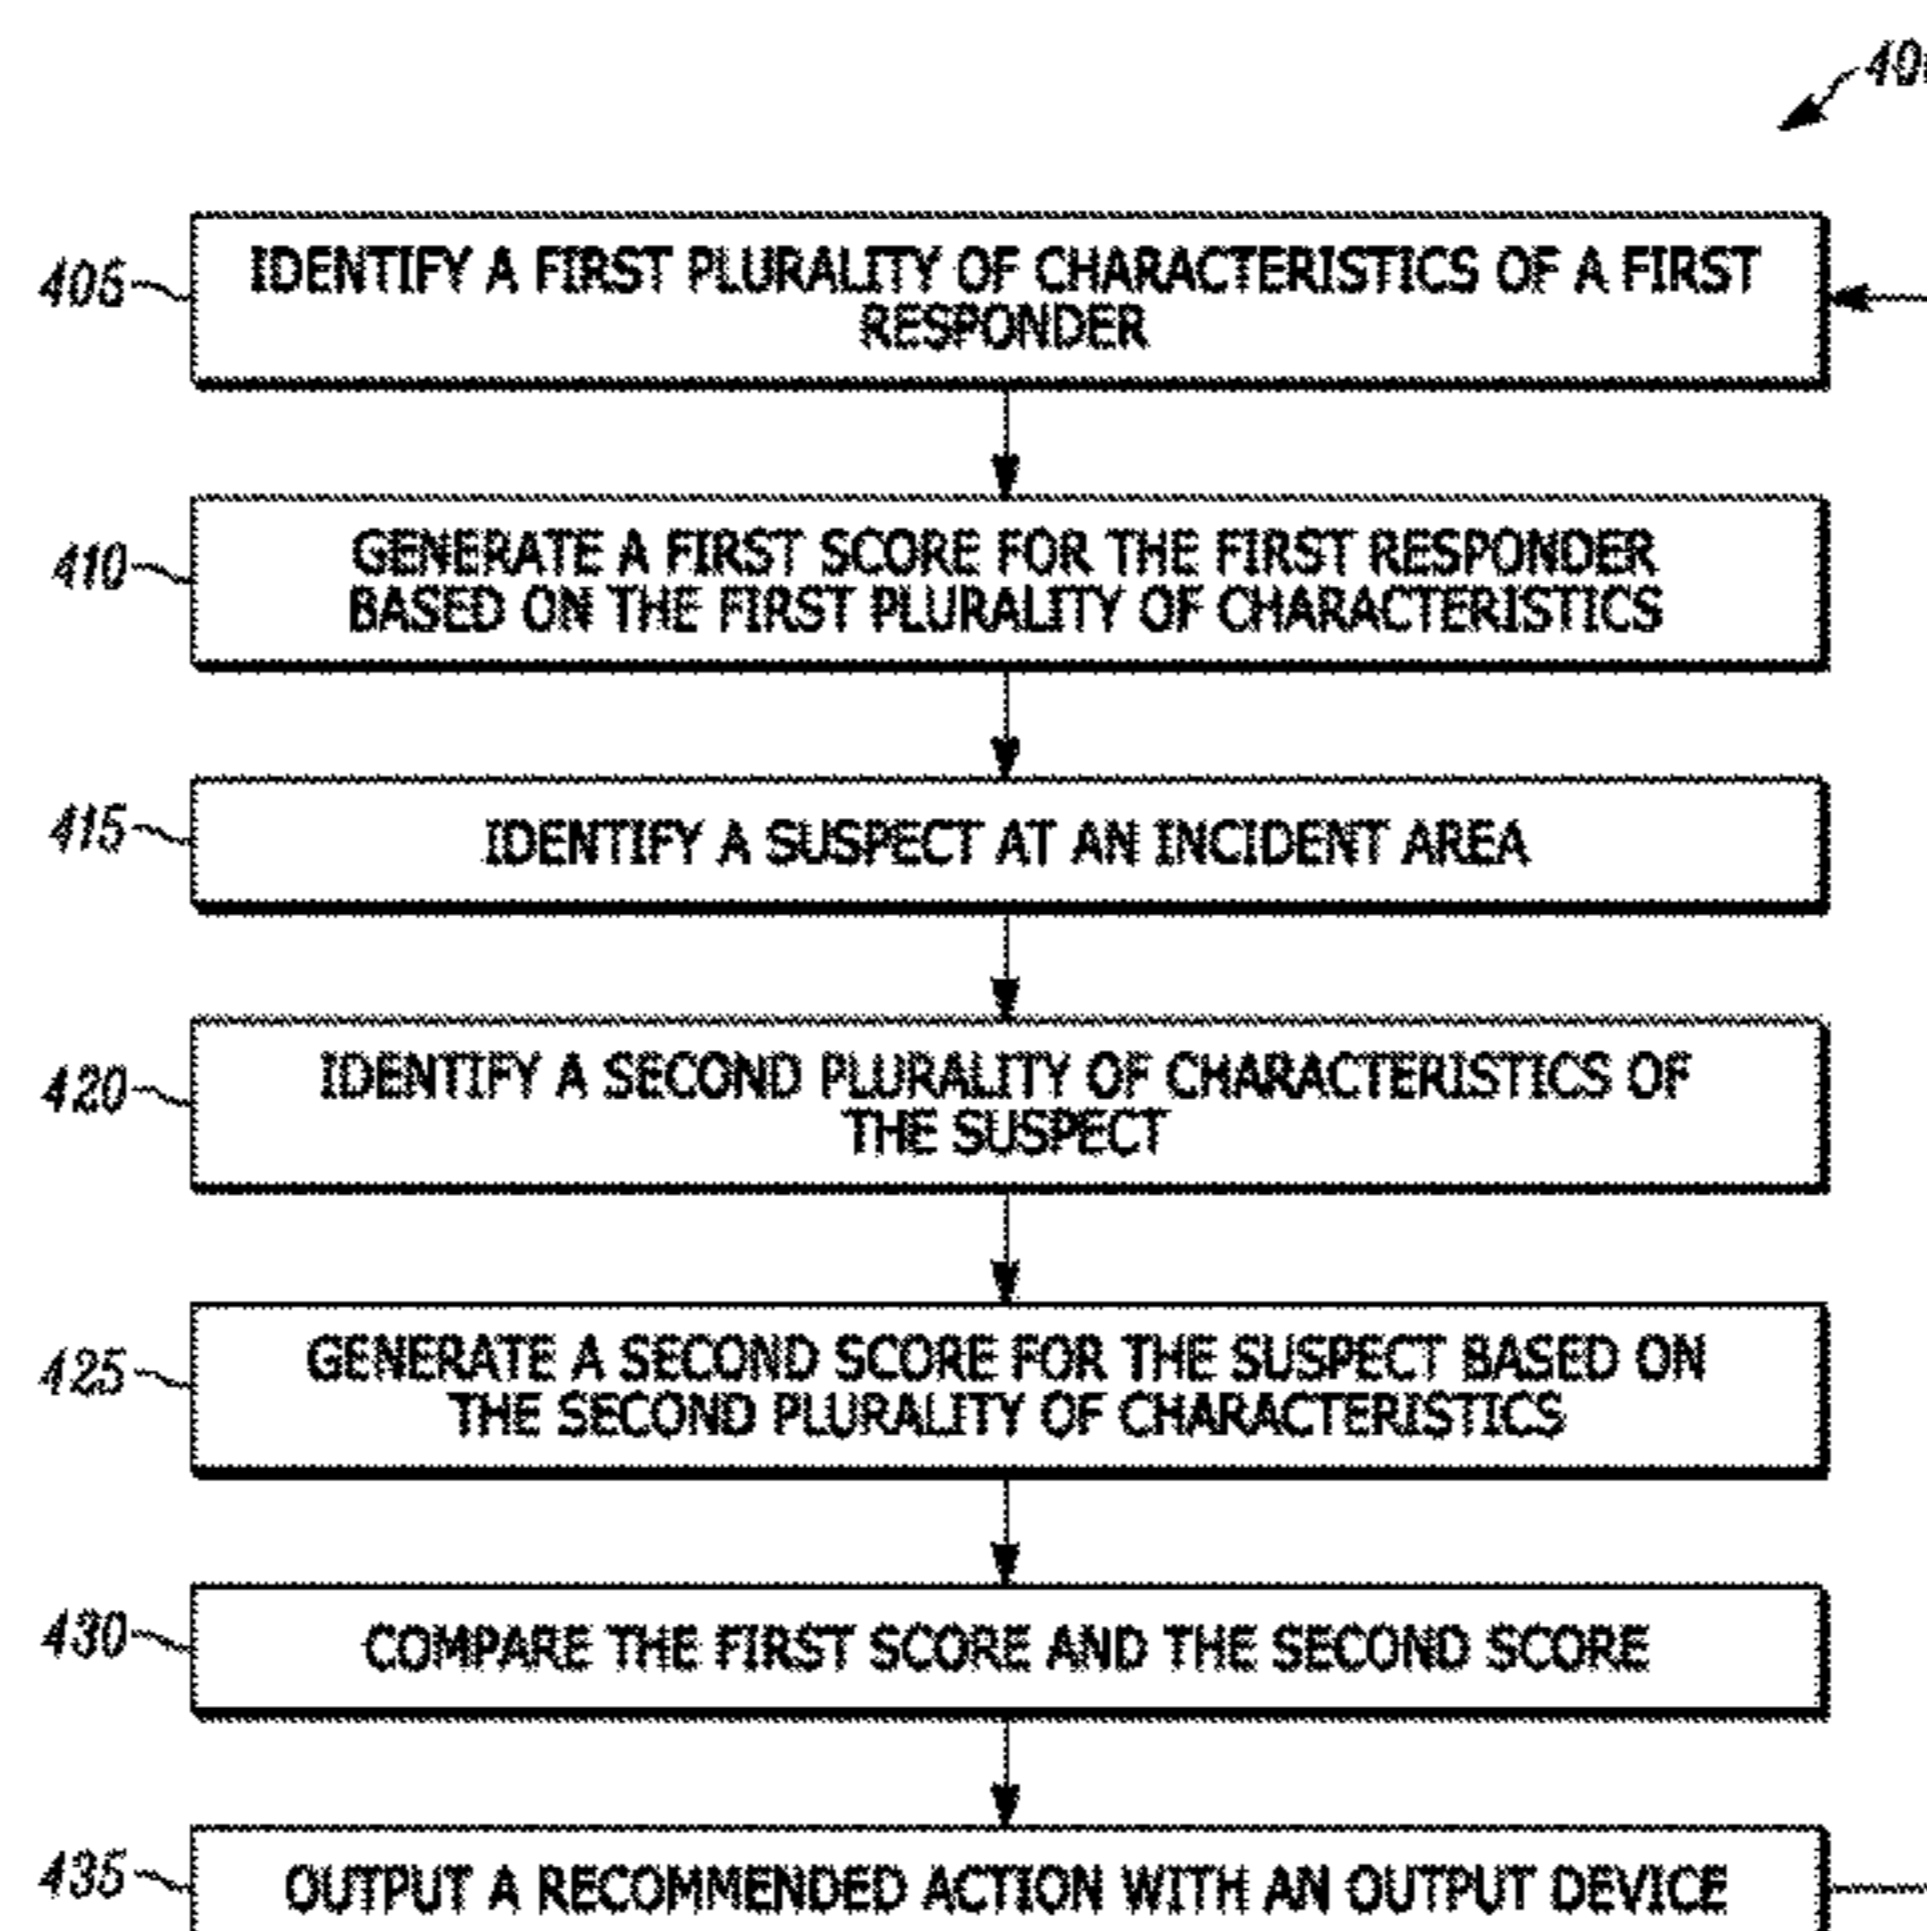 405
IDENTIFY A FIRST PLURALITY OF CHARACTERISTICS OF A FIRST
RESPONDER
410
GENERATE A FIRST SCORE FOR THE FIRST RESPONDER
BASED ON THE FIRST PLURALITY OF CHARACTERISTICS
415
IDENTIFY A SUSPECT AT AN INCIDENT AREA
420
IDENTIFY A SECOND PLURALITY OF CHARACTERISTICS OF
THE SUSPECT
425
GENERATE A SECOND SCORE FOR THE SUSPECT BASED ON
THE SECOND PLURALITY OF CHARACTERISTICS
430
COMPARE THE FIRST SCORE AND THE SECOND SCORE
435
OUTPUT A RECOMMENDED ACTION WITH AN OUTPUT DEVICE